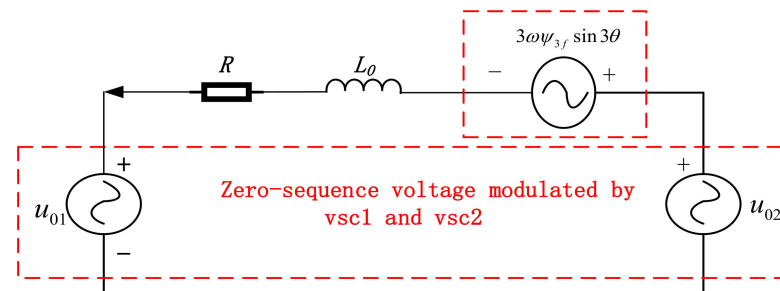 3ωψ3f sin 3θ
R
L0
− +
+
+
Zero-sequence voltage modulated by
vsc1 and vsc2
u01
u02
−